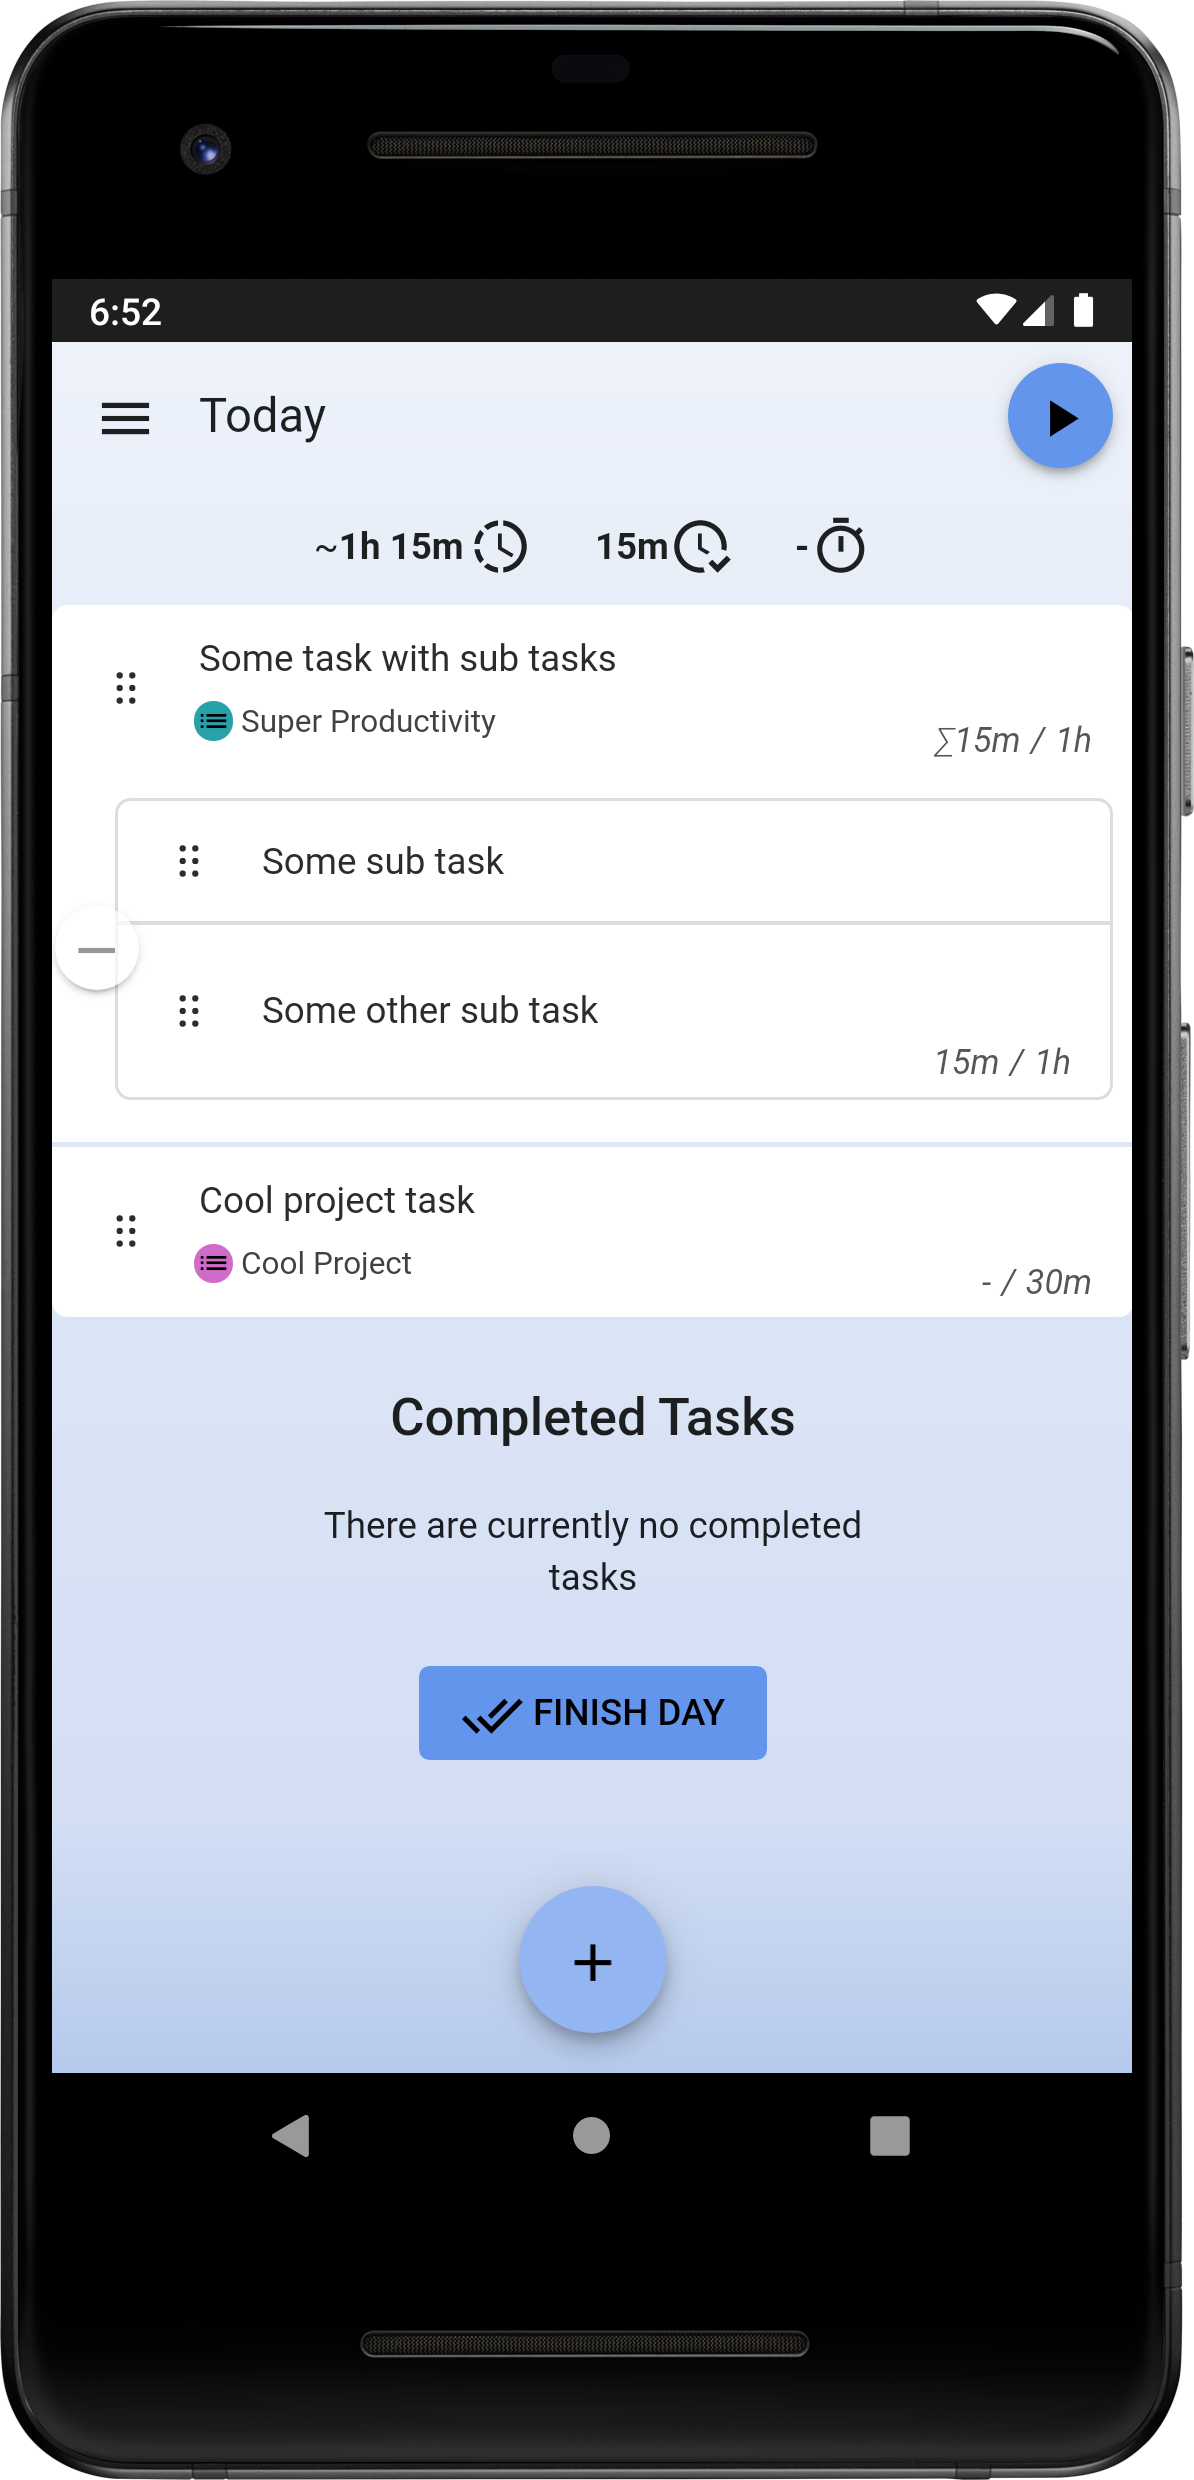 6:52
Today
~1h 15m 15m -
Some task with sub tasks
Super Productivity
∑15m / 1h
Some sub task
Some other sub task
15m / 1h
Cool project task
Cool Project
- / 30m
Completed Tasks
There are currently no completed
tasks
FINISH DAY
+